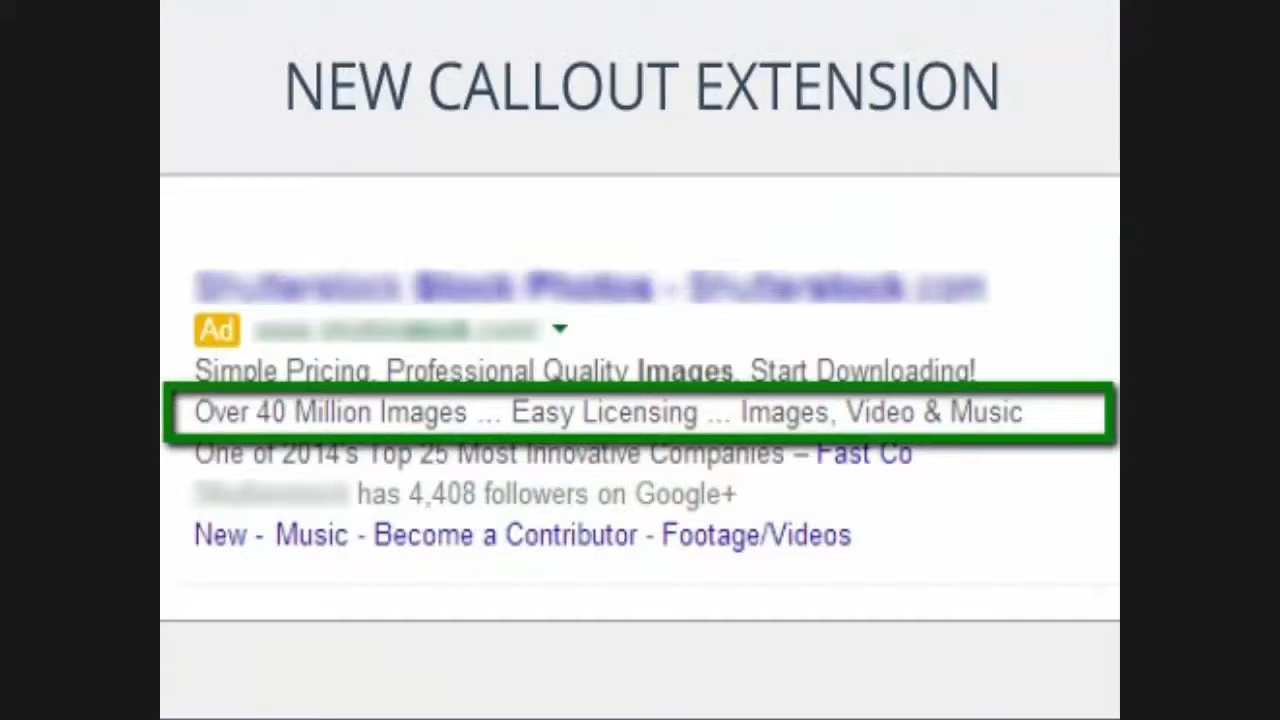 NEW CALLOUT EXTENSION
Ad
Simple Pricing, Professional Quality Images. Start Downloading!
Over 40 Million Images ... Easy Licensing ... Images, Video & Music
One of 2014's Top 25 Most Innovative Companies – Fast Co
has 4,408 followers on Google+
New - Music - Become a Contributor - Footage/Videos